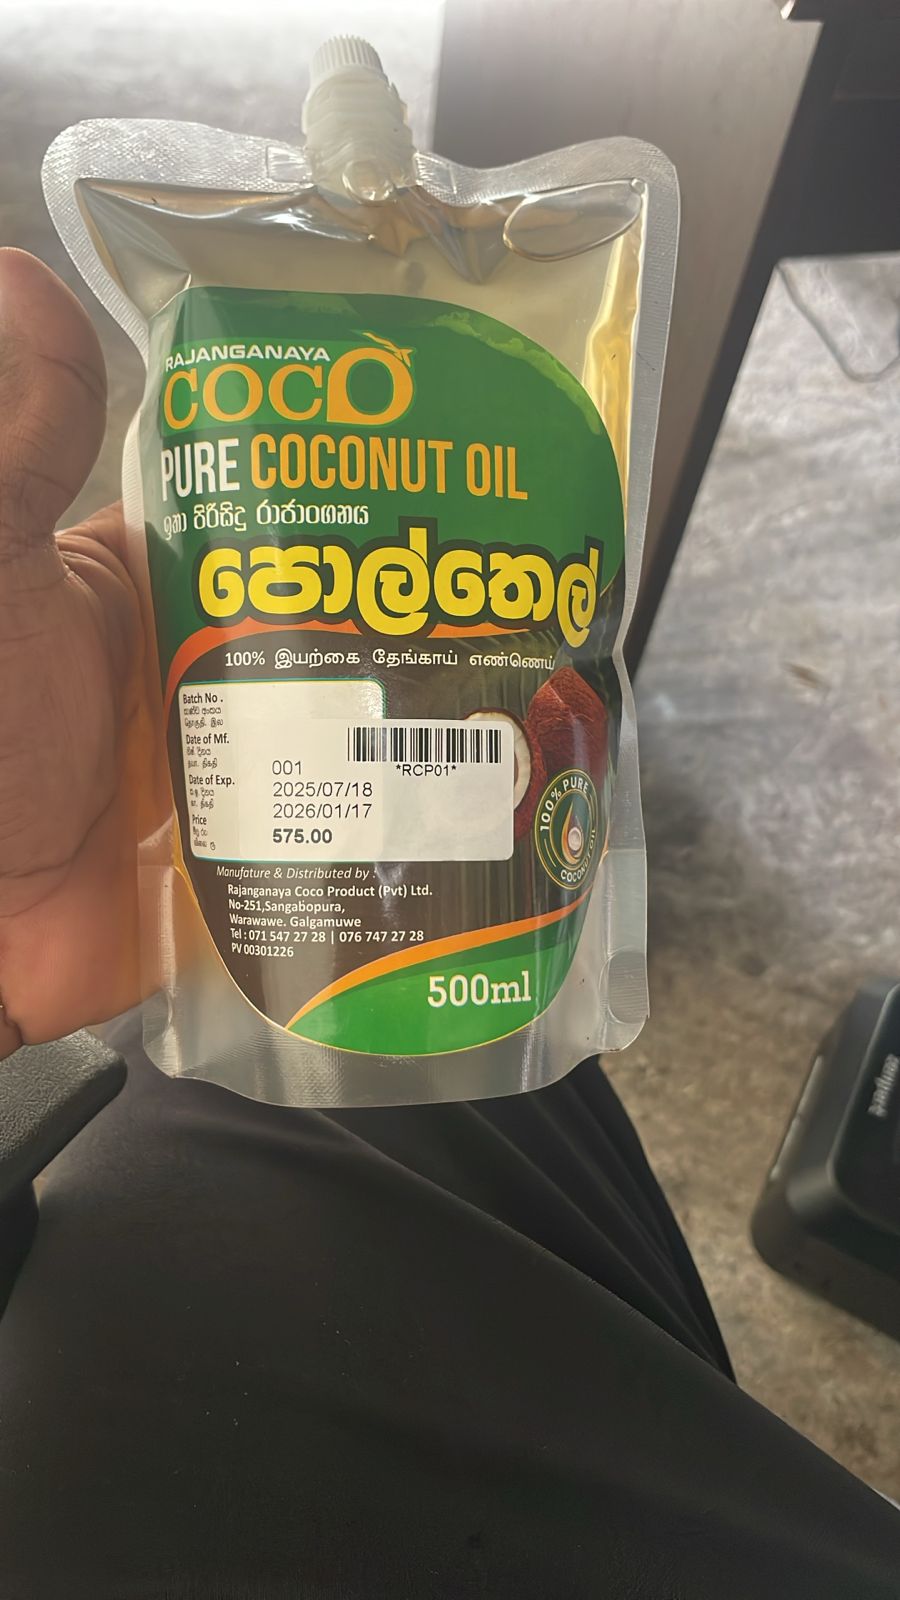 RAJANGANAYA
COCO
PURE COCONUT OIL
ඉතා පිරිසිදු රාජාංගනය
පොල්තෙල්
100% இயற்கை தேங்காய் எண்ணெய்
Batch No .
Date of Mf.
Date of Exp.
Price
*RCP01*
001
2025/07/18
2026/01/17
575.00
100% PURE
COCONUT OIL
Manufature & Distributed by :
Rajanganaya Coco Product (Pvt) Ltd.
No-251,Sangabopura,
Warawawe. Galgamuwe
Tel : 071 547 27 28 | 076 747 27 28
PV 00301226
500ml